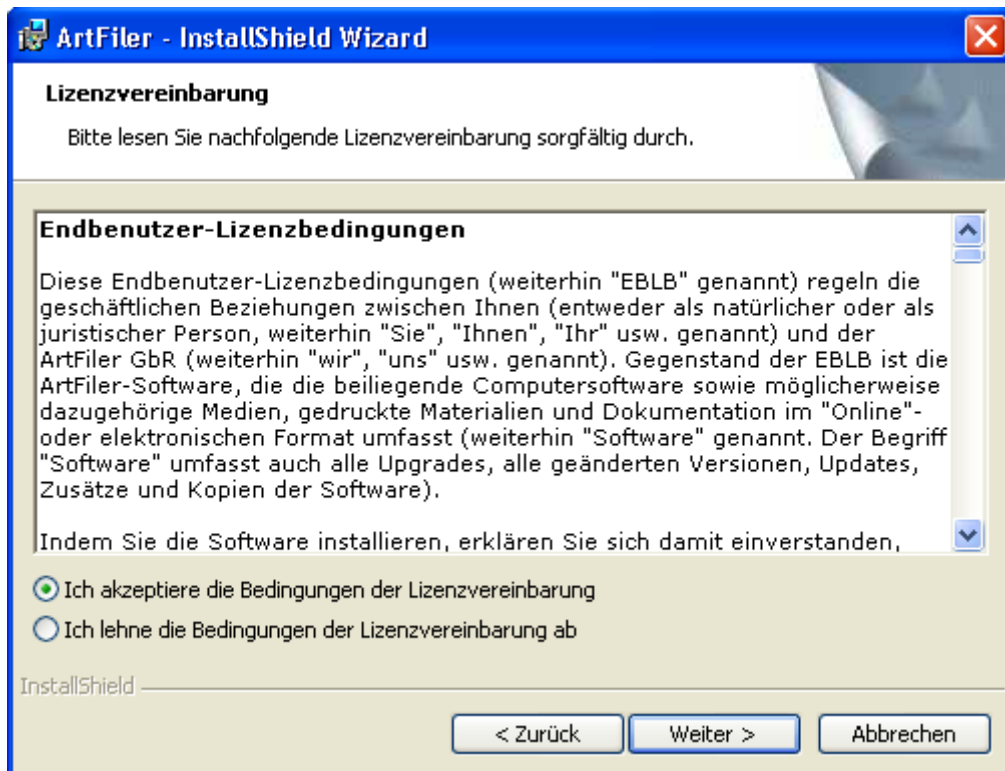 ArtFiler - InstallShield Wizard
Lizenzvereinbarung
Bitte lesen Sie nachfolgende Lizenzvereinbarung sorgfältig durch.
Endbenutzer-Lizenzbedingungen
Diese Endbenutzer-Lizenzbedingungen (weiterhin "EBLB" genannt) regeln die
geschäftlichen Beziehungen zwischen Ihnen (entweder als natürlicher oder als
juristischer Person, weiterhin "Sie", "Ihnen", "Ihr" usw. genannt) und der
ArtFiler GbR (weiterhin "wir", "uns" usw. genannt). Gegenstand der EBLB ist die
ArtFiler-Software, die die beiliegende Computersoftware sowie möglicherweise
dazugehörige Medien, gedruckte Materialien und Dokumentation im "Online"-
oder elektronischen Format umfasst (weiterhin "Software" genannt. Der Begriff
"Software" umfasst auch alle Upgrades, alle geänderten Versionen, Updates,
Zusätze und Kopien der Software).
Indem Sie die Software installieren, erklären Sie sich damit einverstanden,
Ich akzeptiere die Bedingungen der Lizenzvereinbarung
Ich lehne die Bedingungen der Lizenzvereinbarung ab
InstallShield
< Zurück
Weiter >
Abbrechen